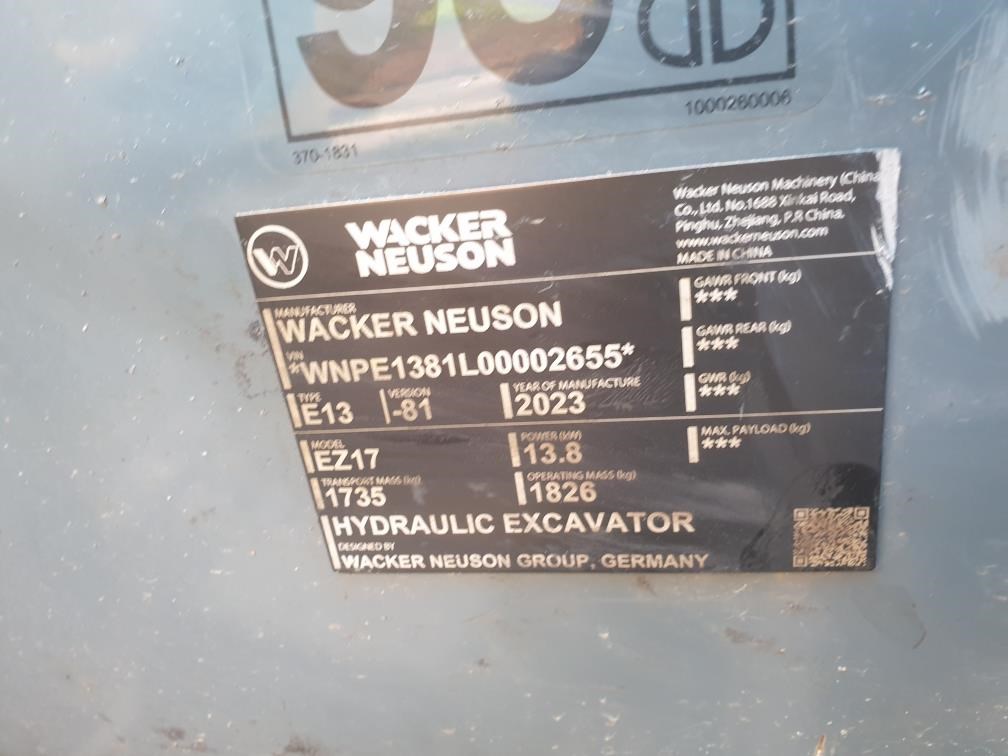 dB
370-1831
1000280006
WACKER
NEUSON
Wacker Neuson Machinery (China
Co., Ltd. No.1688 Xinkai Road,
Pinghu, Zhejiang, P.R China.
www.wackerneuson.com
MADE IN CHINA
MANUFACTURER
WACKER NEUSON
VIN
*WNPE1381L00002655*
TYPE
E13
VERSION
-81
YEAR OF MANUFACTURE
2023
MODEL
EZ17
POWER (kW)
13.8
TRANSPORT MASS (kg)
1735
OPERATING MASS (kg)
1826
GAWR FRONT (kg)
***
GAWR REAR (kg)
***
GWR (kg)
***
MAX. PAYLOAD (kg)
***
HYDRAULIC EXCAVATOR
DESIGNED BY
WACKER NEUSON GROUP, GERMANY